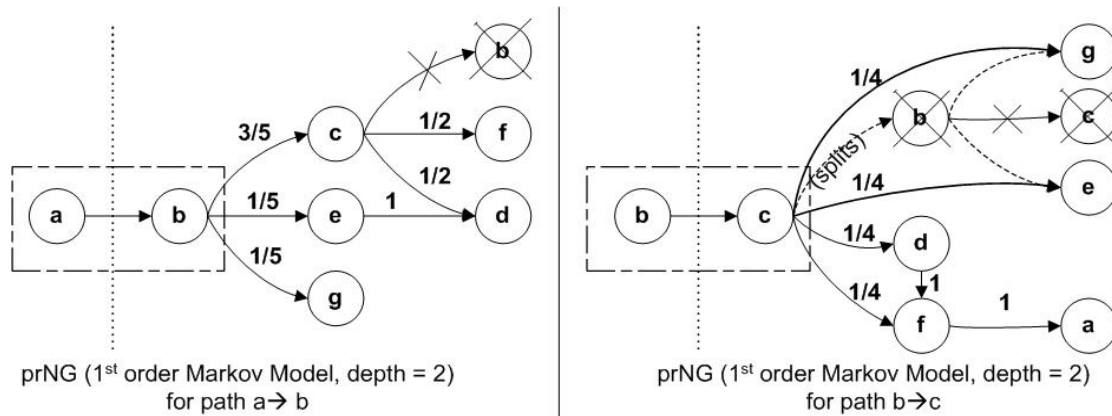 b
3/5
c
1/2
f
1/2
a
b
1/5
e
1
d
1/5
g
prNG (1st order Markov Model, depth = 2)
for path a→ b
g
1/4
b
c
(splits)
1/4
e
b
c
1/4
d
1/4
1
f
1
a
prNG (1st order Markov Model, depth = 2)
for path b→c